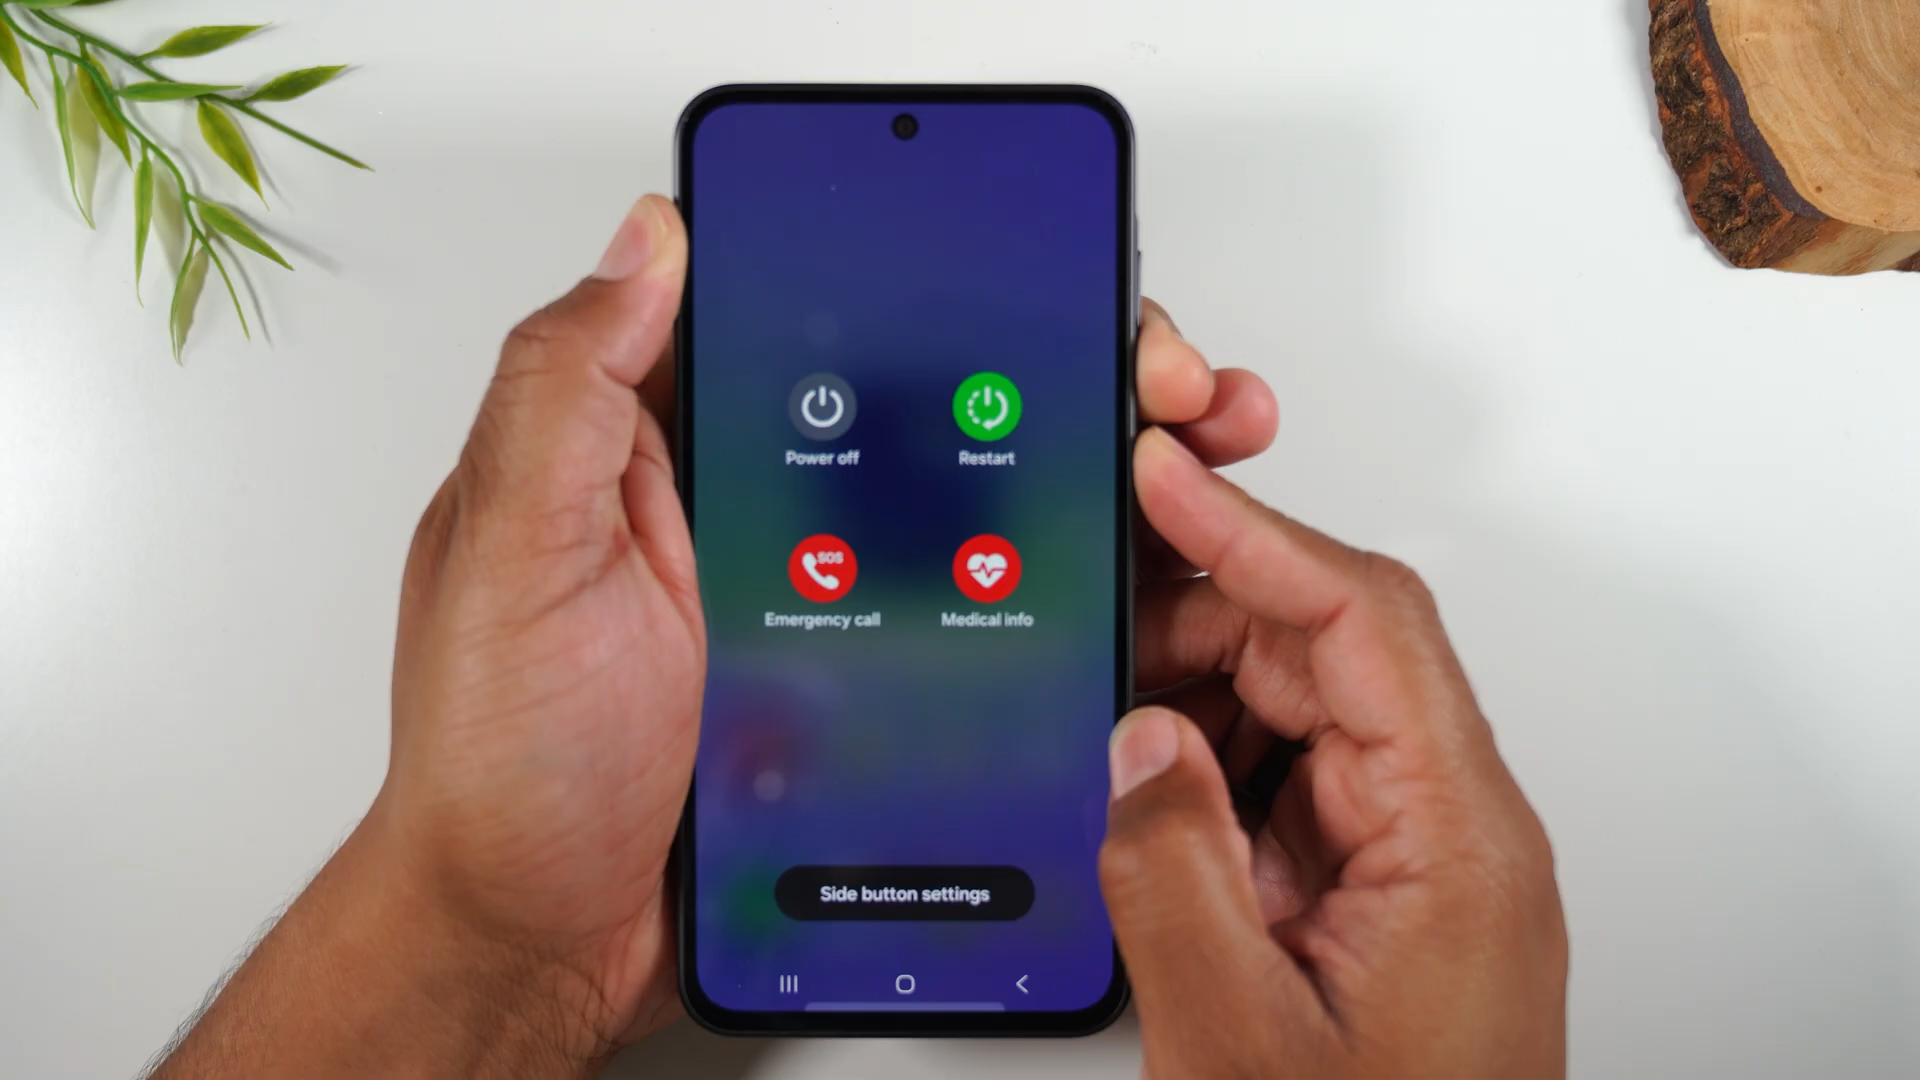 Power off
Restart
SOS
Emergency call
Medical info
Side button settings